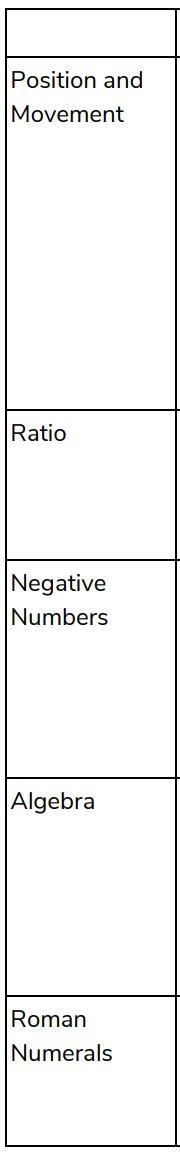 Position and
Movement
Ratio
Negative
Numbers
Algebra
Roman
Numerals